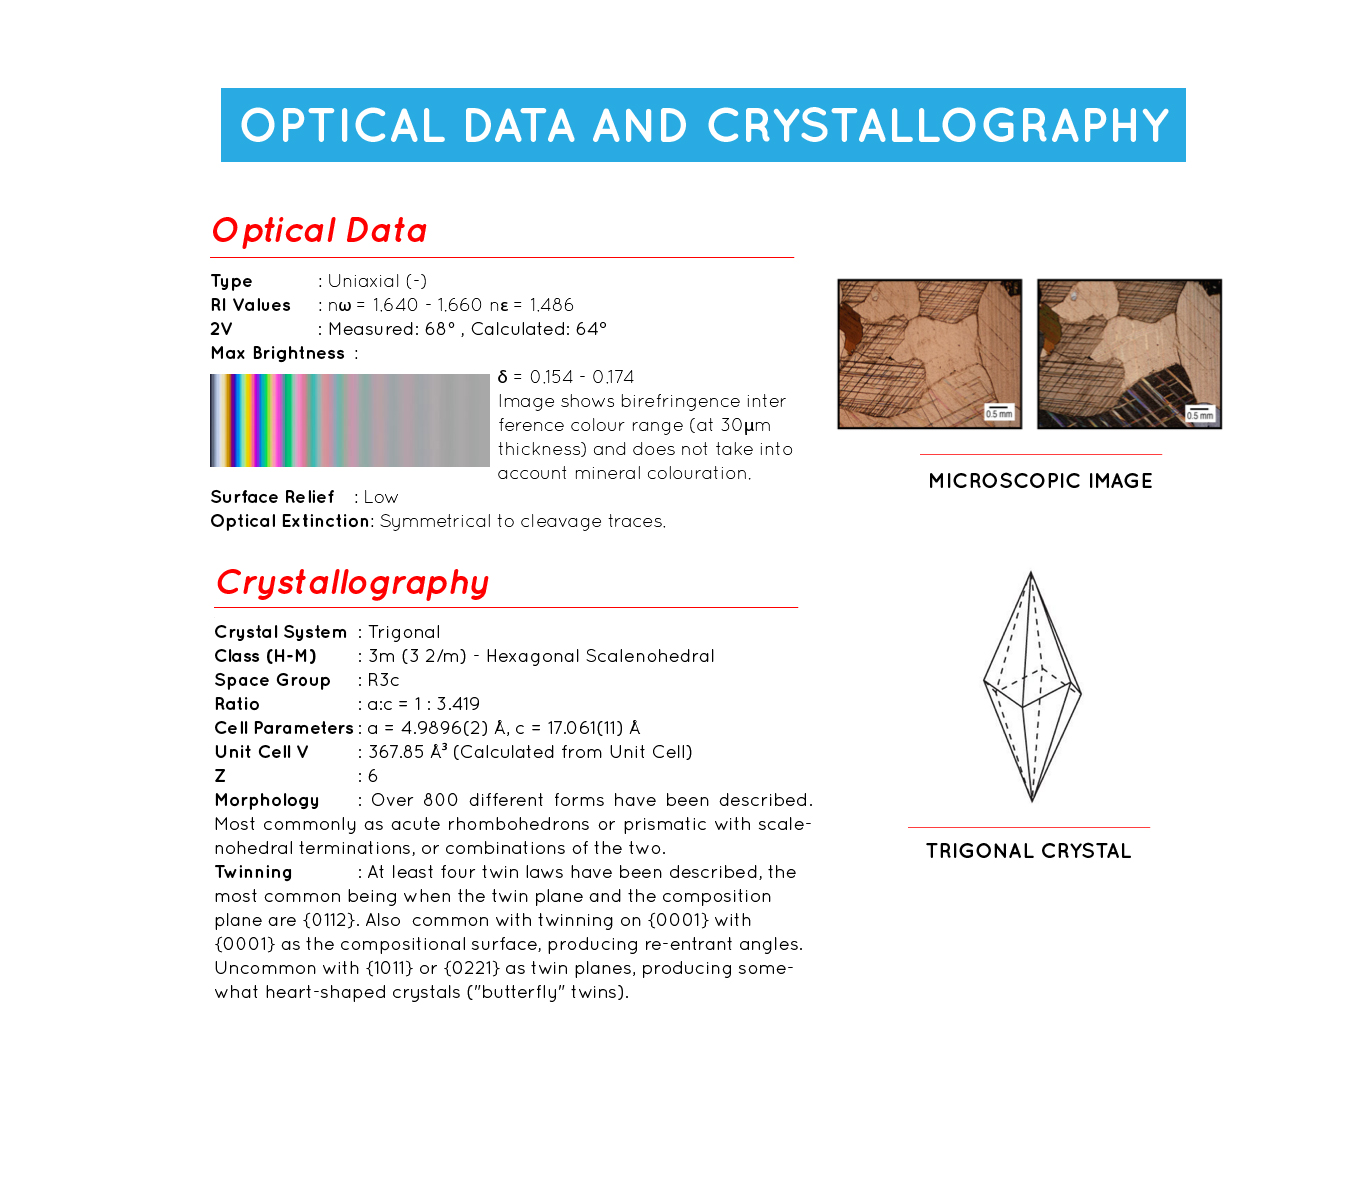 OPTICAL DATA AND CRYSTALLOGRAPHY
Optical Data
Type : Uniaxial (-)
RI Values : nω = 1.640 - 1.660 nε = 1.486
2V : Measured: 68° , Calculated: 64°
Max Brightness :
δ = 0.154 - 0.174
Image shows birefringence inter
ference colour range (at 30µm
thickness) and does not take into
account mineral colouration.
Surface Relief : Low
Optical Extinction: Symmetrical to cleavage traces.
0.5 mm
0.5 mm
MICROSCOPIC IMAGE
Crystallography
Crystal System : Trigonal
Class (H-M) : 3m (3 2/m) - Hexagonal Scalenohedral
Space Group : R3c
Ratio : a:c = 1 : 3.419
Cell Parameters : a = 4.9896(2) Å, c = 17.061(11) Å
Unit Cell V : 367.85 Å³ (Calculated from Unit Cell)
Z : 6
Morphology : Over 800 different forms have been described.
Most commonly as acute rhombohedrons or prismatic with scale-
nohedral terminations, or combinations of the two.
Twinning : At least four twin laws have been described, the
most common being when the twin plane and the composition
plane are {0112}. Also common with twinning on {0001} with
{0001} as the compositional surface, producing re-entrant angles.
Uncommon with {1011} or {0221} as twin planes, producing some-
what heart-shaped crystals ("butterfly" twins).
TRIGONAL CRYSTAL